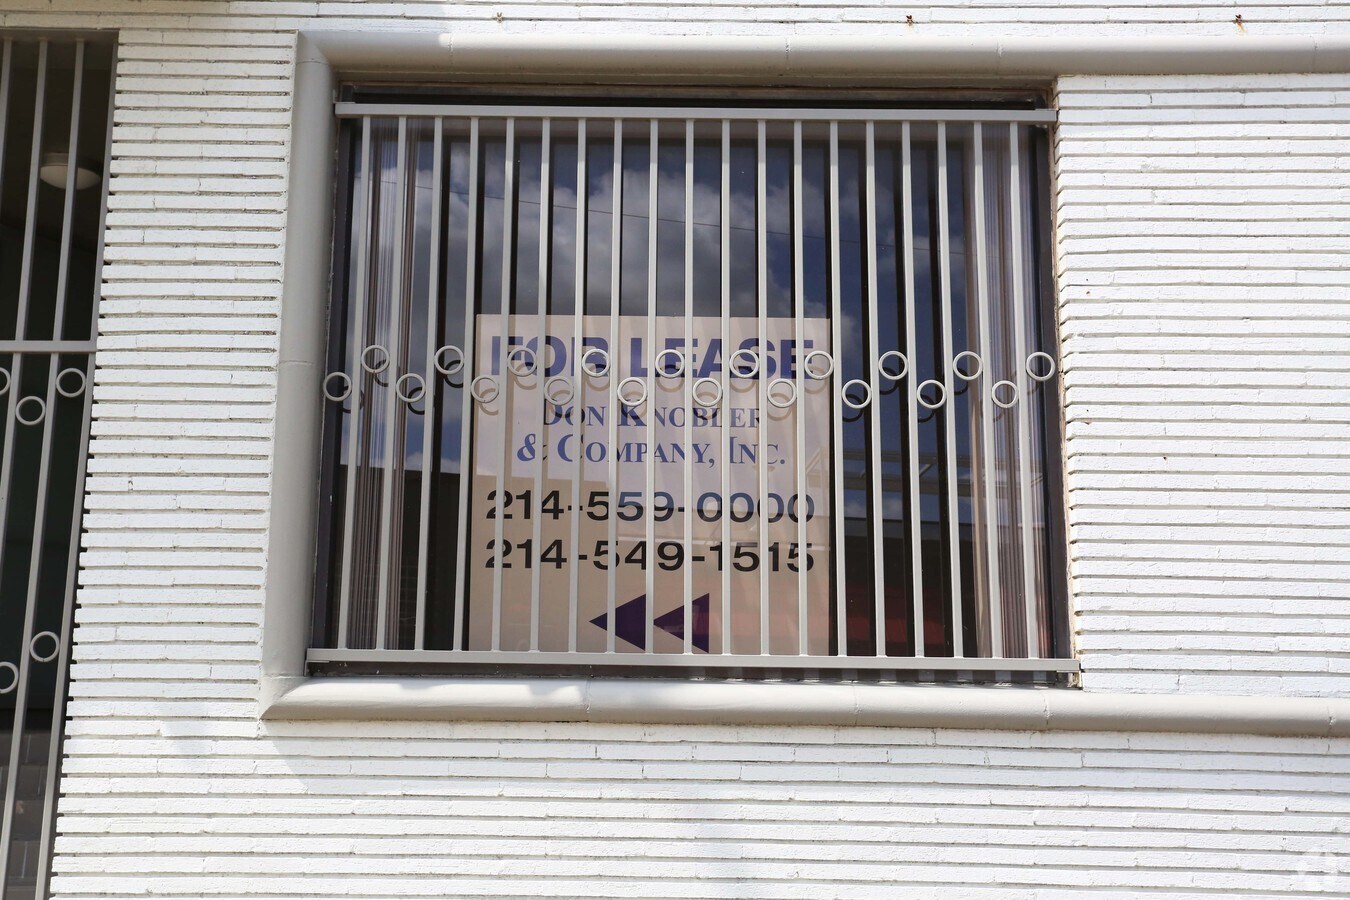 FOR LEASE
DON KNOBLER
& COMPANY, INC.
214-559-0000
214-549-1515